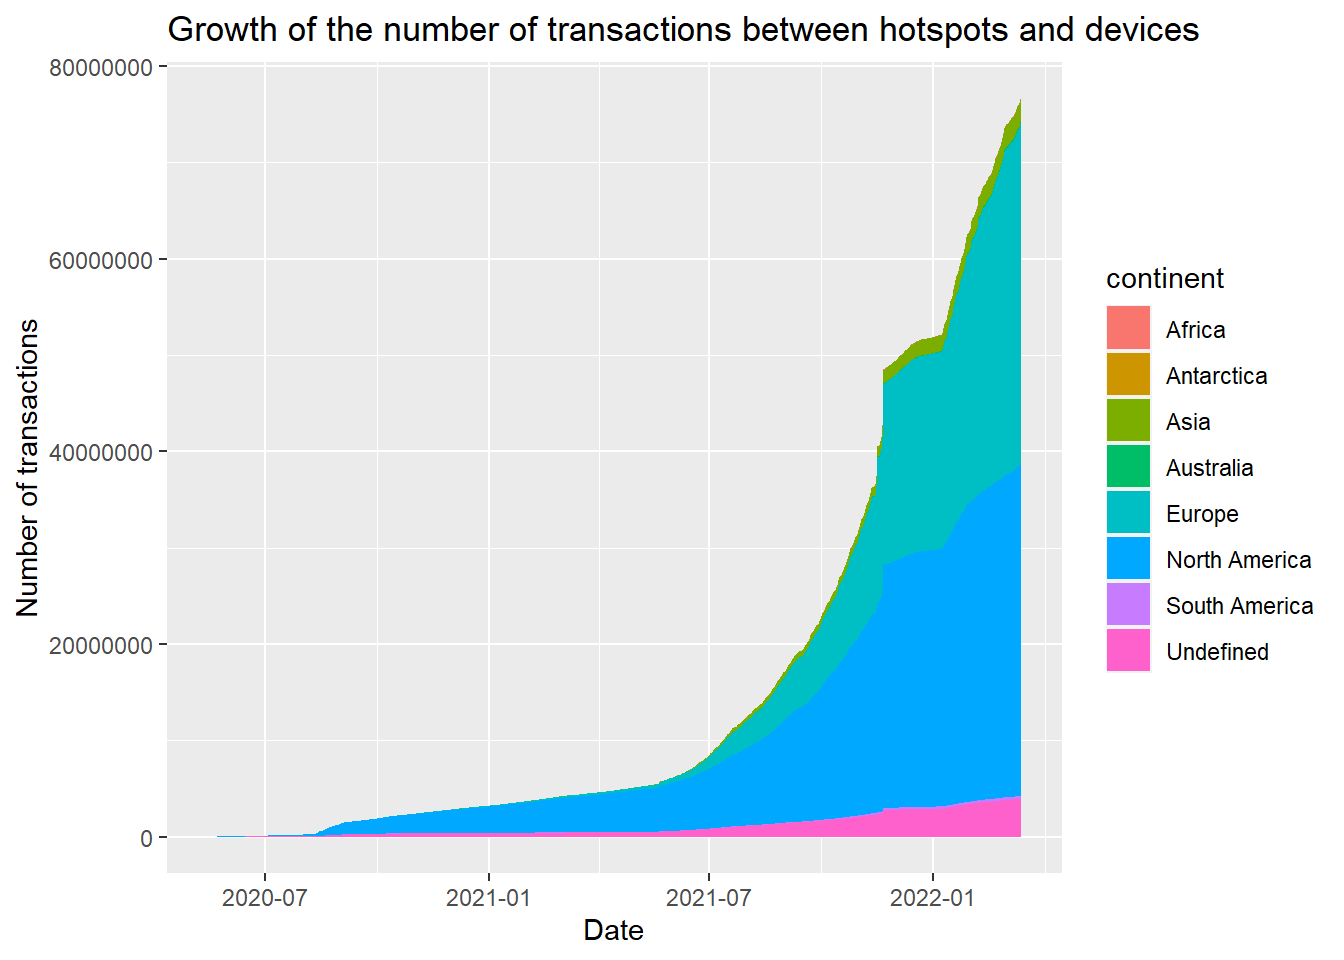 Growth of the number of transactions between hotspots and devices
80000000
60000000
40000000
20000000
0
Number of transactions
2020-07
2021-01
2021-07
2022-01
Date
continent
Africa
Antarctica
Asia
Australia
Europe
North America
South America
Undefined